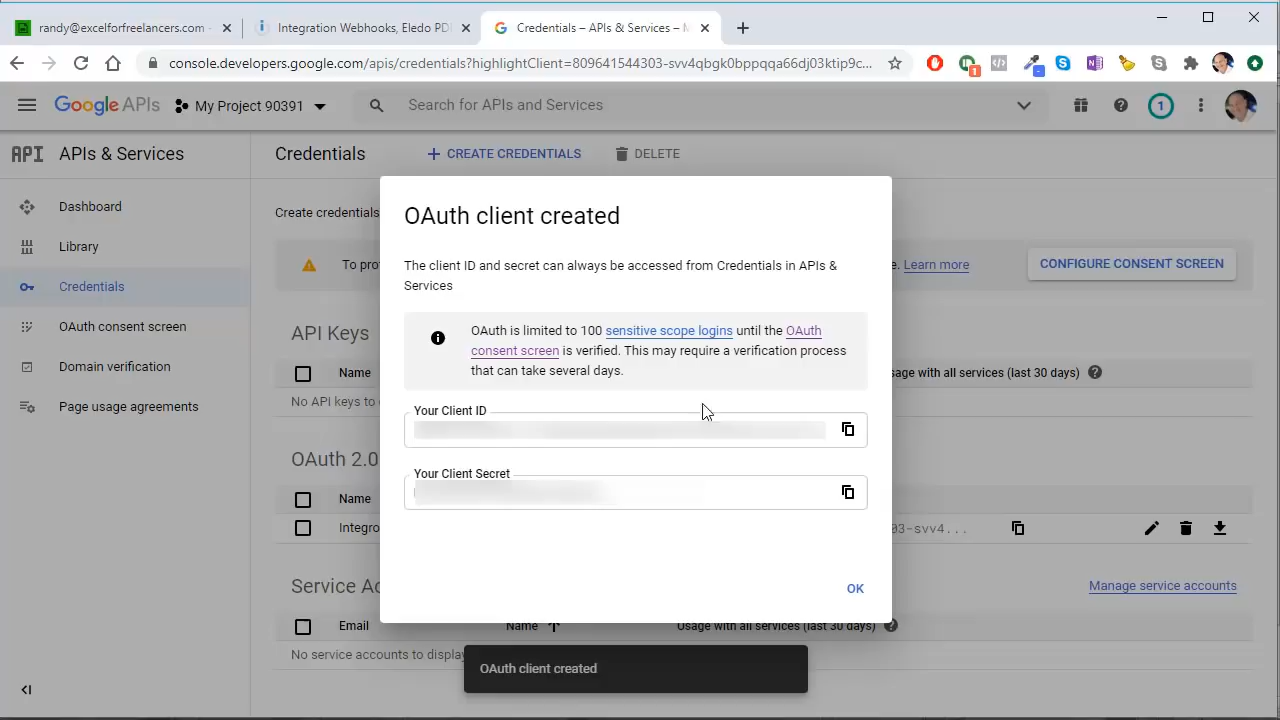 randy@excelforfreelancers.com -
Integration Webhooks, Eledo PD
Credentials – APIs & Services –
console.developers.google.com/apis/credentials?highlightClient=809641544303-svv4qbgk0bppqqa66dj03ktip9c...
Google APIs
My Project 90391
Search for APIs and Services
1
API
APIs & Services
Credentials
+ CREATE CREDENTIALS
DELETE
Dashboard
Library
Credentials
OAuth consent screen
Domain verification
Page usage agreements
Create credentials
To pro
e. Learn more
CONFIGURE CONSENT SCREEN
API Keys
Name
sage with all services (last 30 days)
No API keys to
OAuth 2.0
Name
Integro
03-svv4...
Service Ac
Manage service accounts
Email
Name
Usage with all services (last 30 days)
No service accounts to display
OAuth client created
The client ID and secret can always be accessed from Credentials in APIs &
Services
OAuth is limited to 100 sensitive scope logins until the OAuth
consent screen is verified. This may require a verification process
that can take several days.
Your Client ID
Your Client Secret
OK
OAuth client created